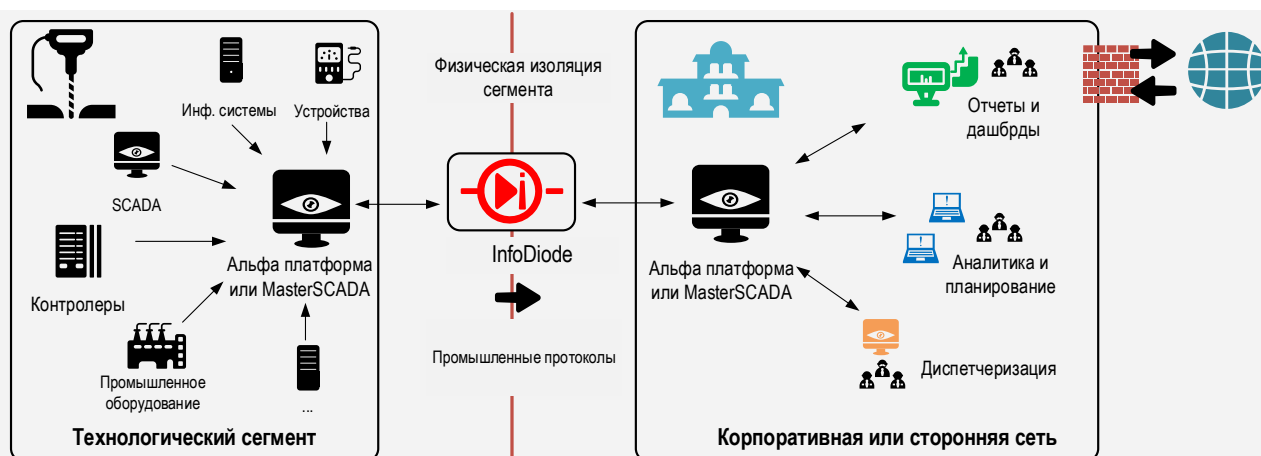 Инф. системы
Устройства
SCADA
Контролеры
Альфа платформа
или MasterSCADA
Промышленное
оборудование
...
Технологический сегмент
Физическая изоляция
сегмента
InfoDiode
Промышленные протоколы
Альфа платформа
или MasterSCADA
Отчеты и
дашбрды
Аналитика и
планирование
Диспетчеризация
Корпоративная или сторонняя сеть